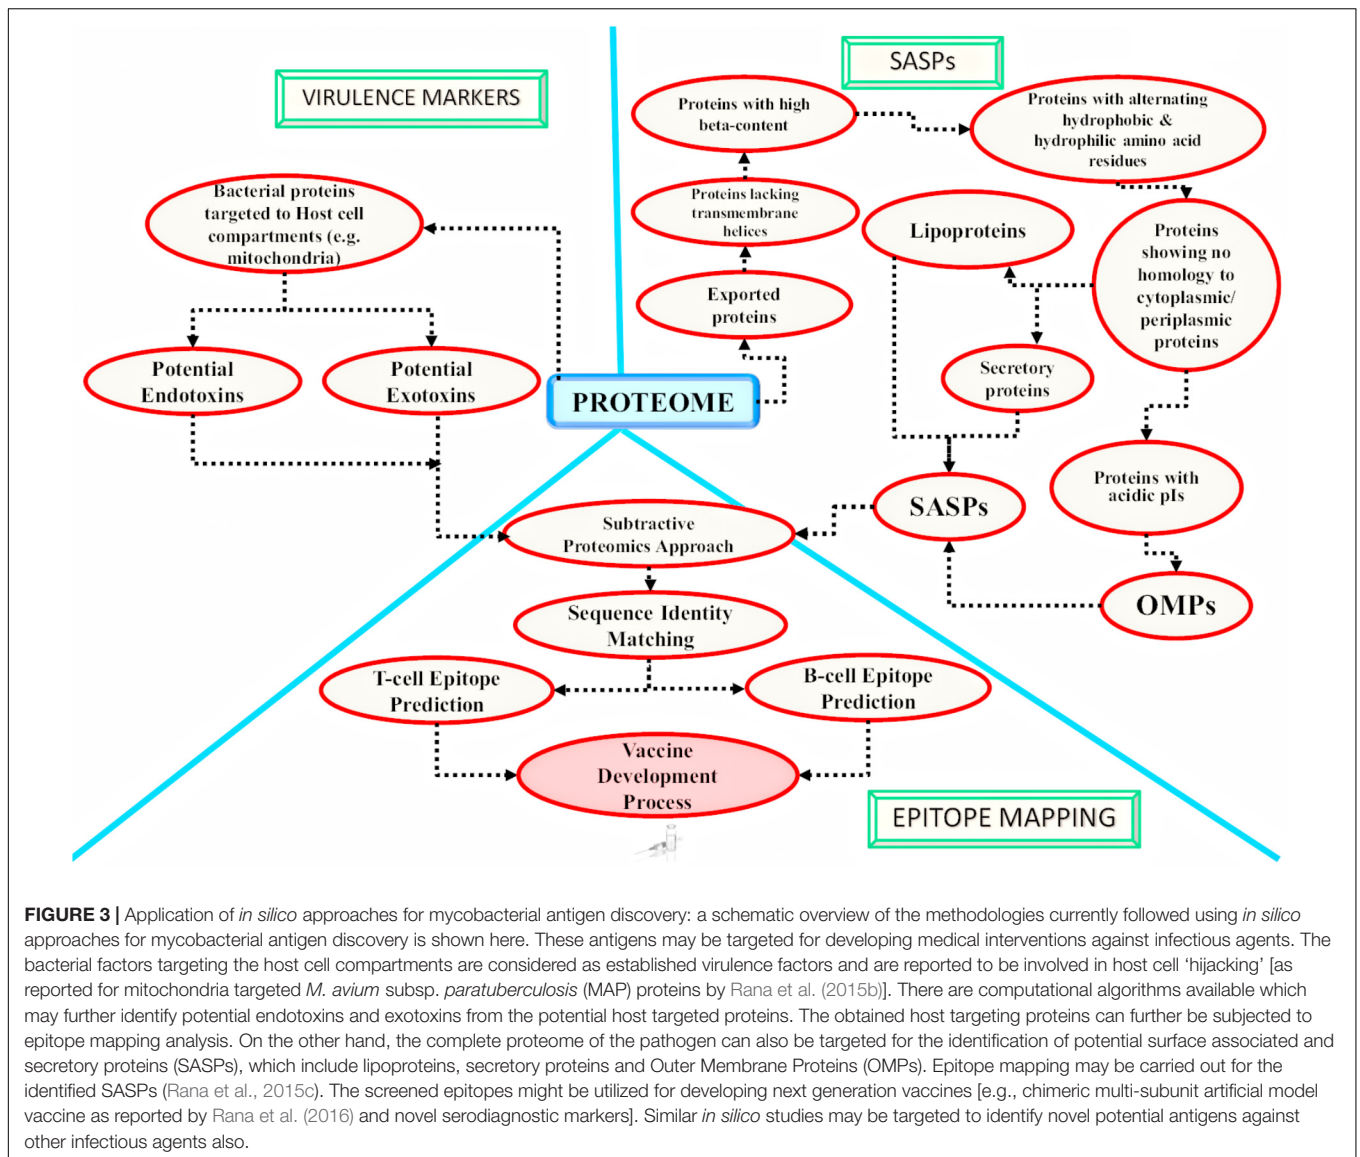 VIRULENCE MARKERS
SASPs
Proteins with high
beta-content
Proteins with alternating
hydrophobic &
hydrophilic amino acid
residues
Bacterial proteins
targeted to Host cell
compartments (e.g.
mitochondria)
Proteins lacking
transmembrane
helices
Lipoproteins
Proteins
showing no
homology to
cytoplasmic/
periplasmic
proteins
Exported
proteins
Potential
Endotoxins
Potential
Exotoxins
Secretory
proteins
PROTEOME
Proteins with
acidic pIs
SASPs
Subtractive
Proteomics Approach
OMPs
Sequence Identity
Matching
T-cell Epitope
Prediction
B-cell Epitope
Prediction
Vaccine
Development
Process
EPITOPE MAPPING
FIGURE 3 | Application of in silico approaches for mycobacterial antigen discovery: a schematic overview of the methodologies currently followed using in silico
approaches for mycobacterial antigen discovery is shown here. These antigens may be targeted for developing medical interventions against infectious agents. The
bacterial factors targeting the host cell compartments are considered as established virulence factors and are reported to be involved in host cell ‘hijacking’ [as
reported for mitochondria targeted M. avium subsp. paratuberculosis (MAP) proteins by Rana et al. (2015b)]. There are computational algorithms available which
may further identify potential endotoxins and exotoxins from the potential host targeted proteins. The obtained host targeting proteins can further be subjected to
epitope mapping analysis. On the other hand, the complete proteome of the pathogen can also be targeted for the identification of potential surface associated and
secretory proteins (SASPs), which include lipoproteins, secretory proteins and Outer Membrane Proteins (OMPs). Epitope mapping may be carried out for the
identified SASPs (Rana et al., 2015c). The screened epitopes might be utilized for developing next generation vaccines [e.g., chimeric multi-subunit artificial model
vaccine as reported by Rana et al. (2016) and novel serodiagnostic markers]. Similar in silico studies may be targeted to identify novel potential antigens against
other infectious agents also.